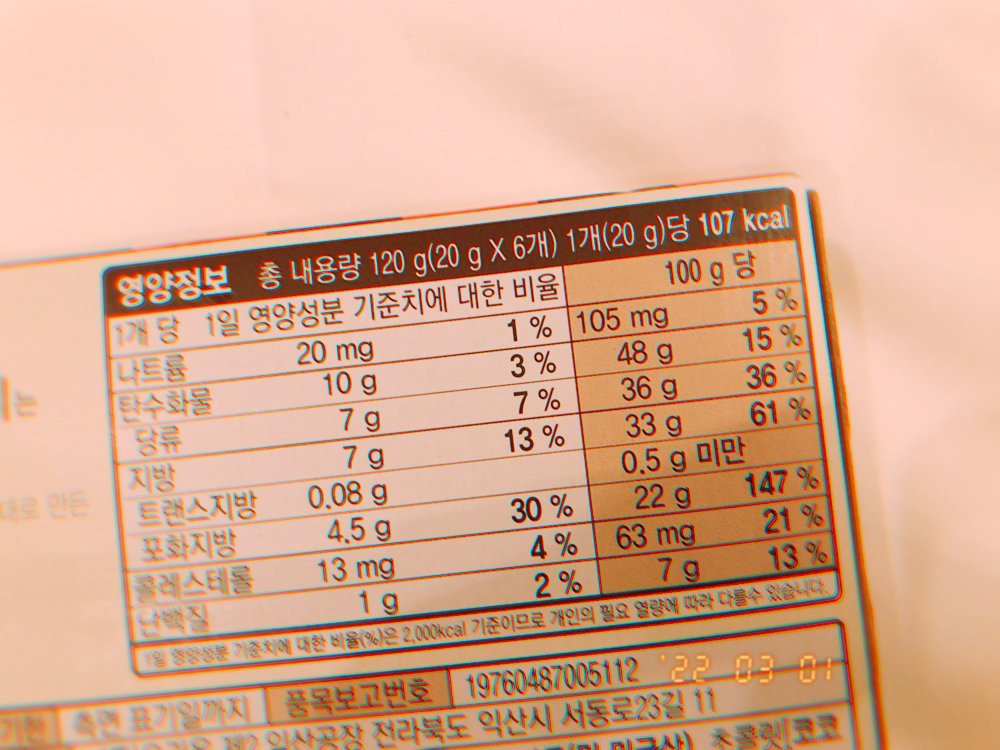 영양정보 총 내용량 120 g(20 g X 6개) 1개(20 g)당 107 kcal
1개 당 1일 영양성분 기준치에 대한 비율 100 g 당
나트륨 20 mg 1 % 105 mg 5 %
탄수화물 10 g 3 % 48 g 15 %
당류 7 g 7 % 36 g 36 %
지방 7 g 13 % 33 g 61 %
트랜스지방 0.08 g 0.5 g 미만
포화지방 4.5 g 30 % 22 g 147 %
콜레스테롤 13 mg 4 % 63 mg 21 %
단백질 1 g 2 % 7 g 13 %
1일 영양성분 기준치에 대한 비율(%)은 2,000kcal 기준이므로 개인의 필요 열량에 따라 다를수 있습니다.
는
대로 만든
기한 측면 표기일까지 품목보고번호 19760487005112
'22 03 01
제2 익산공장 전라북도 익산시 서동로23길 11
초콜릿[코코